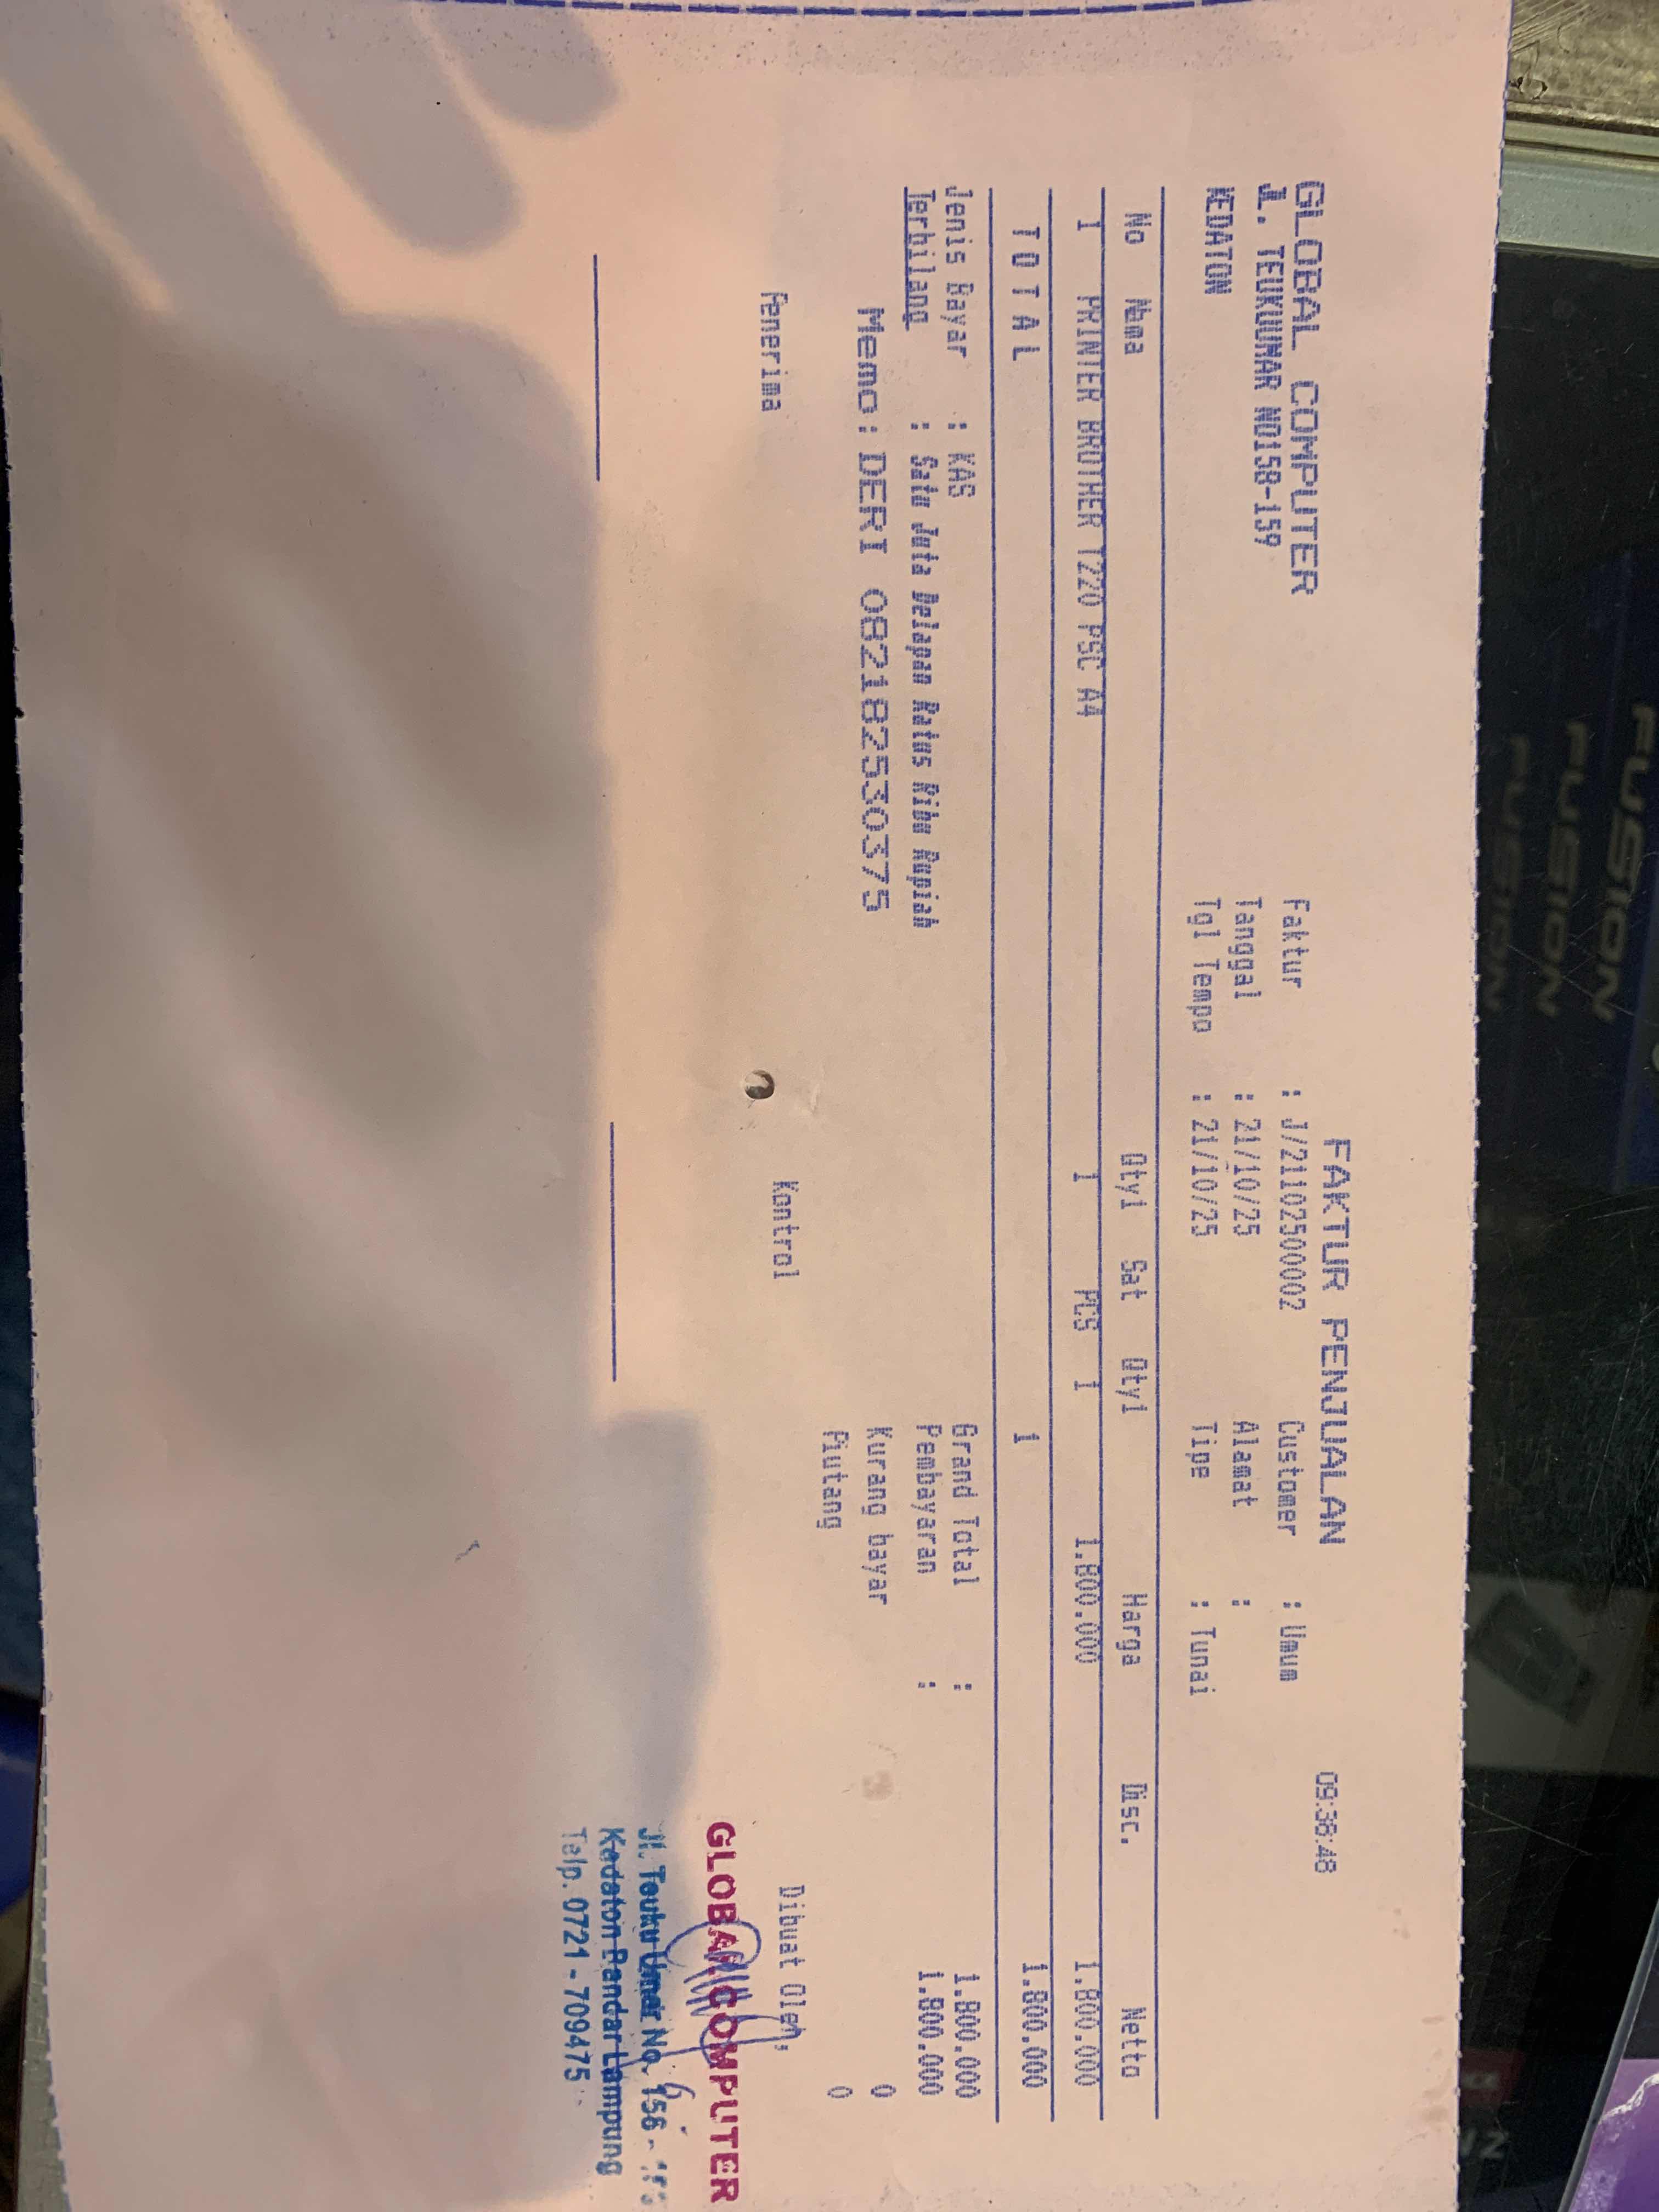 FAKTUR PENJUALAN 09:38:48
GLOBAL COMPUTER
JL. TEUKUUMAR NO158-159
KEDATON
Faktur : J/2110250002 Customer : Umum
Tanggal : 21/10/25 Alamat :
Tgl Tempo : 21/10/25 Tipe : Tunai
No Nama Qty1 Sat Qty1 Harga Disc. Netto
1 PRINTER BROTHER T220 PSC A4 1 PCS 1 1.800.000 1.800.000
T O T A L 1 1.800.000
Jenis Bayar : KAS Grand Total : 1.800.000
Terbilang : Satu Juta Delapan Ratus Ribu Rupiah Pembayaran : 1.800.000
Memo : DERI 082182530375 Kurang bayar 0
Piutang 0
Penerima Kontrol Dibuat Oleh,
GLOBAL COMPUTER
Jl. Teuku Umar No. 158 -
Kedaton Bandar Lampung
Telp. 0721 - 709475
FUSION
FUSION
FUSION